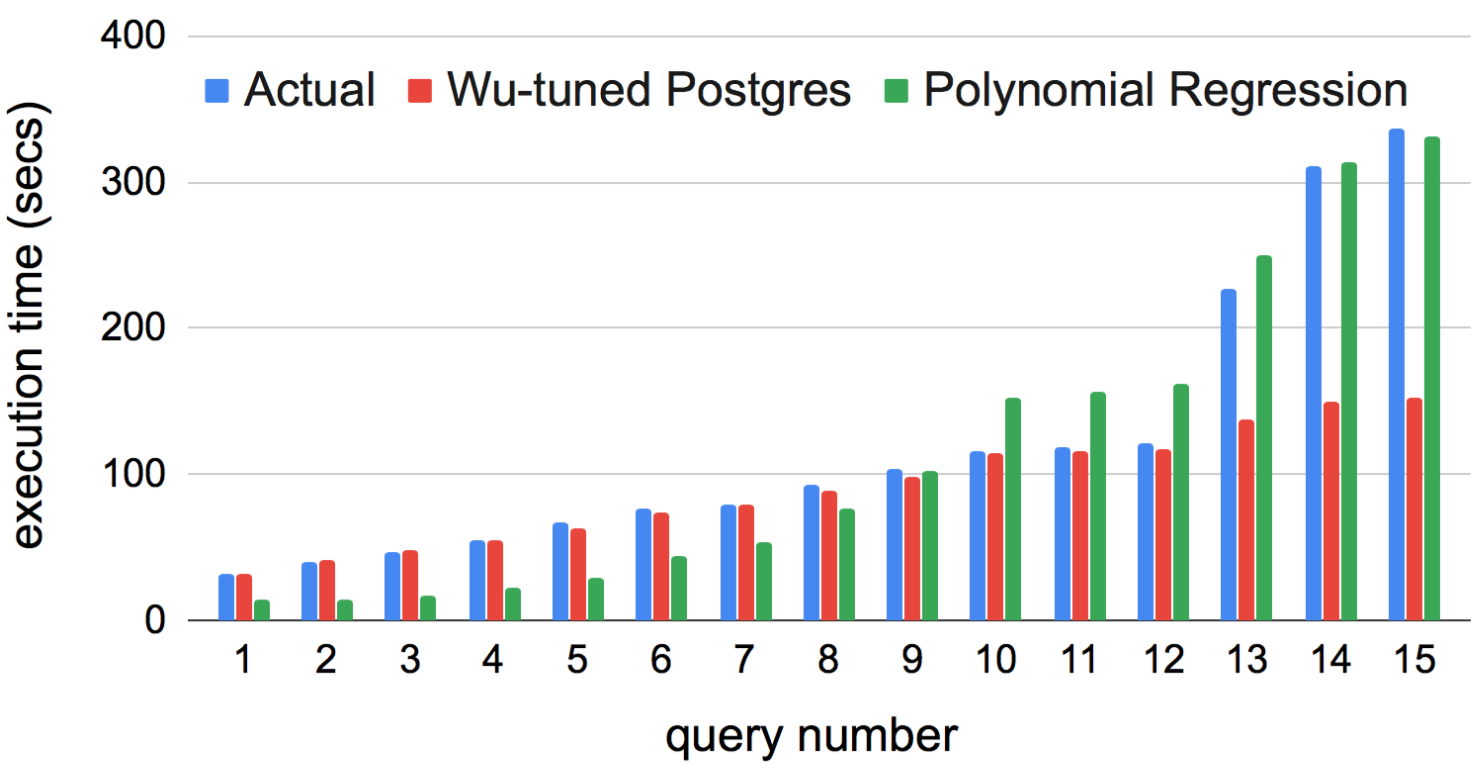 400
Actual Wu-tuned Postgres Polynomial Regression
300
200
100
0
execution time (secs)
1 2 3 4 5 6 7 8 9 10 11 12 13 14 15
query number